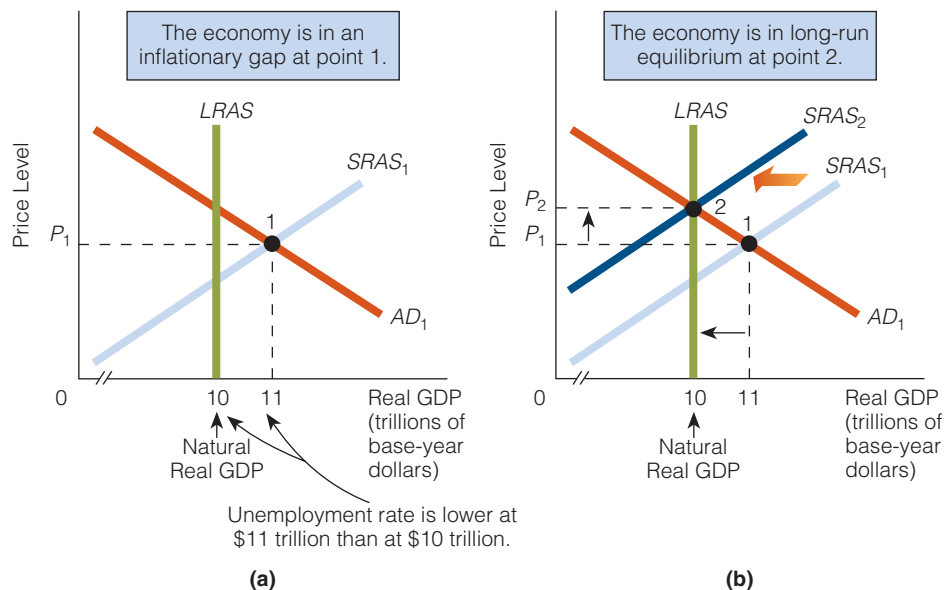 The economy is in an
inflationary gap at point 1.
Price Level
LRAS
SRAS₁
P₁
1
AD₁
0
10
11
Real GDP
(trillions of
base-year
dollars)
Natural
Real GDP
Unemployment rate is lower at
$11 trillion than at $10 trillion.
(a)
The economy is in long-run
equilibrium at point 2.
Price Level
LRAS
SRAS₂
SRAS₁
P₂
2
P₁
1
AD₁
0
10
11
Real GDP
(trillions of
base-year
dollars)
Natural
Real GDP
(b)